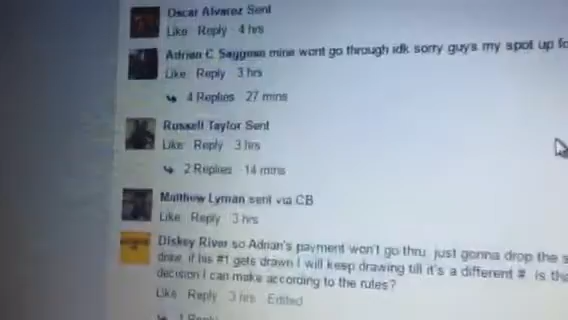 Oscar Alvarez Sent
Like Reply 4 hrs
Adrian C Saggese mine wont go through idk sorry guys my spot up fo
Like Reply 3 hrs
4 Replies 27 mins
Russell Taylor Sent
Like Reply 3 hrs
2 Replies 14 mins
Matthew Lyman sent via CB
Like Reply 3 hrs
Diskey River so Adrian's payment won't go thru, just gonna drop the s
draw, if his #1 gets drawn I will keep drawing till it's a different # is tha
decision I can make according to the rules?
Like Reply 3 hrs Edited
1 Reply